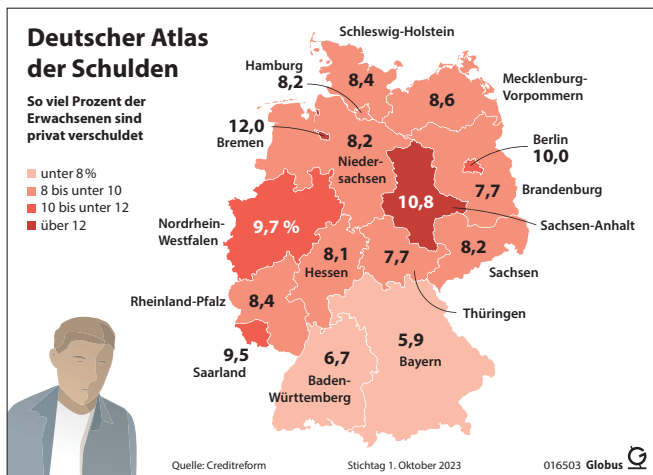 Deutscher Atlas
der Schulden
So viel Prozent der
Erwachsenen sind
privat verschuldet
unter 8 %
8 bis unter 10
10 bis unter 12
über 12
Schleswig-Holstein
8,4
Hamburg
8,2
Mecklenburg-
Vorpommern
8,6
12,0
Bremen
8,2
Nieder-
sachsen
Berlin
10,0
7,7
Brandenburg
10,8
Sachsen-Anhalt
Nordrhein-
Westfalen
9,7 %
8,1
Hessen
7,7
Thüringen
8,2
Sachsen
Rheinland-Pfalz
8,4
9,5
Saarland
6,7
Baden-
Württemberg
5,9
Bayern
Quelle: Creditreform
Stichtag 1. Oktober 2023
016503 Globus